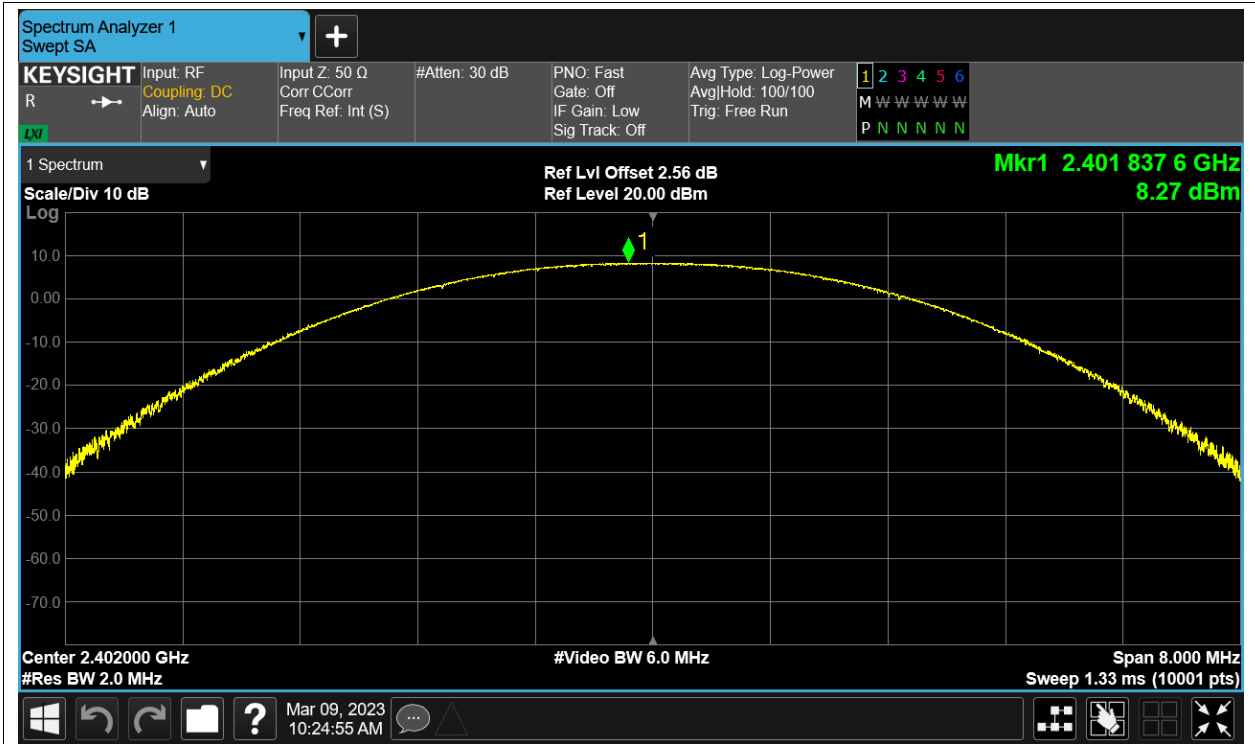 Spectrum Analyzer 1
Swept SA
KEYSIGHT
R
LXI
Input: RF
Coupling: DC
Align: Auto
Input Z: 50 Ω
Corr CCorr
Freq Ref: Int (S)
#Atten: 30 dB
PNO: Fast
Gate: Off
IF Gain: Low
Sig Track: Off
Avg Type: Log-Power
Avg|Hold: 100/100
Trig: Free Run
1 2 3 4 5 6
M W W W W W W
P N N N N N N
1 Spectrum
Scale/Div 10 dB
Log
Ref Lvl Offset 2.56 dB
Ref Level 20.00 dBm
Mkr1 2.401 837 6 GHz
8.27 dBm
1
10.0
0.00
-10.0
-20.0
-30.0
-40.0
-50.0
-60.0
-70.0
Center 2.402000 GHz
#Res BW 2.0 MHz
#Video BW 6.0 MHz
Span 8.000 MHz
Sweep 1.33 ms (10001 pts)
?
Mar 09, 2023
10:24:55 AM